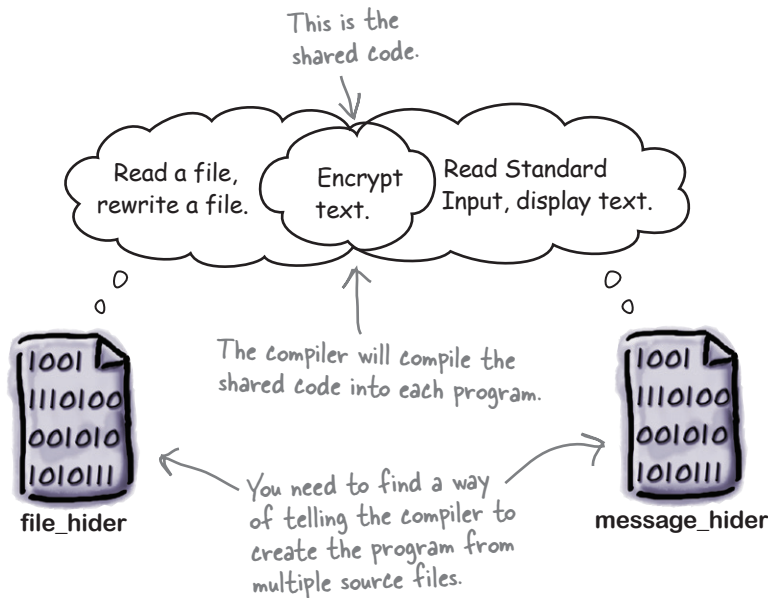 This is the
shared code.
Read a file,
rewrite a file.
Encrypt
text.
Read Standard
Input, display text.
The compiler will compile the
shared code into each program.
1001
1110100
001010
1010111
file_hider
1001
1110100
001010
1010111
message_hider
You need to find a way
of telling the compiler to
create the program from
multiple source files.